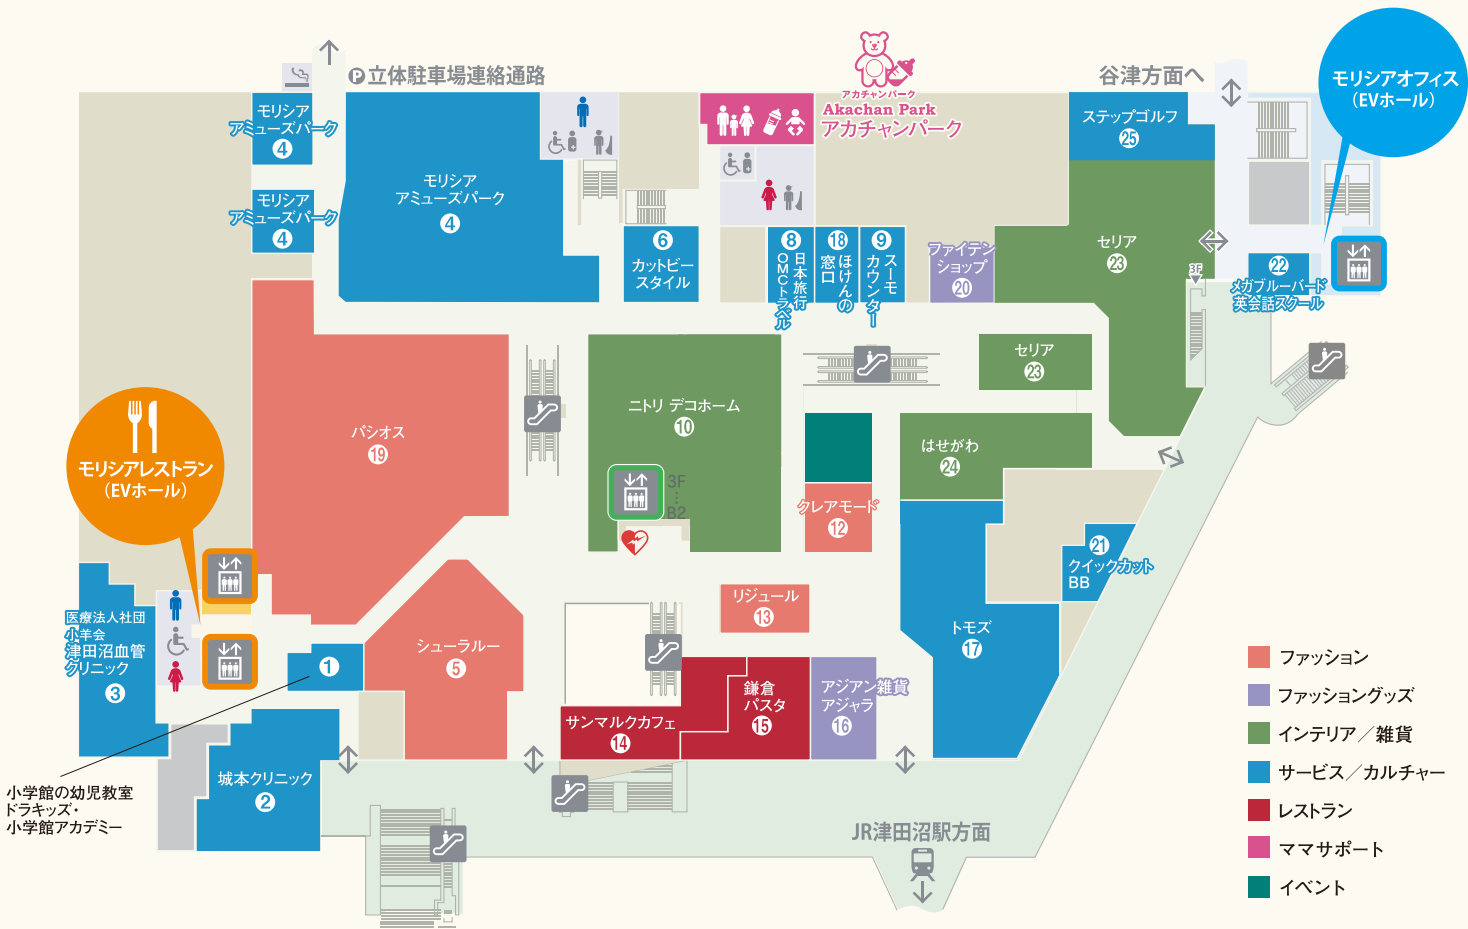 P立体駐車場連絡通路
アカチャンパーク
Akachan Park
アカチャンパーク
谷津方面へ
モリシアオフィス
(EVホール)
モリシア
アミューズパーク
4
モリシア
アミューズパーク
4
モリシア
アミューズパーク
4
6
カットビー
スタイル
8
日本旅行
OMCトラベル
18
ほけんの
窓口
9
スーモ
カウンター
ファイテン
ショップ
20
ステップゴルフ
25
セリア
23
3F
22
メガブルーバード
英会話スクール
セリア
23
パシオス
19
ニトリ デコホーム
10
3F
B2
はせがわ
24
クレアモード
12
モリシアレストラン
(EVホール)
21
クイックカット
BB
リジュール
13
トモズ
17
医療法人社団
小羊会
津田沼血管
クリニック
3
1
シューラルー
5
サンマルクカフェ
14
鎌倉
パスタ
15
アジアン雑貨
アジャラ
16
城本クリニック
2
小学館の幼児教室
ドラキッズ・
小学館アカデミー
JR津田沼駅方面
ファッション
ファッショングッズ
インテリア／雑貨
サービス／カルチャー
レストラン
ママサポート
イベント